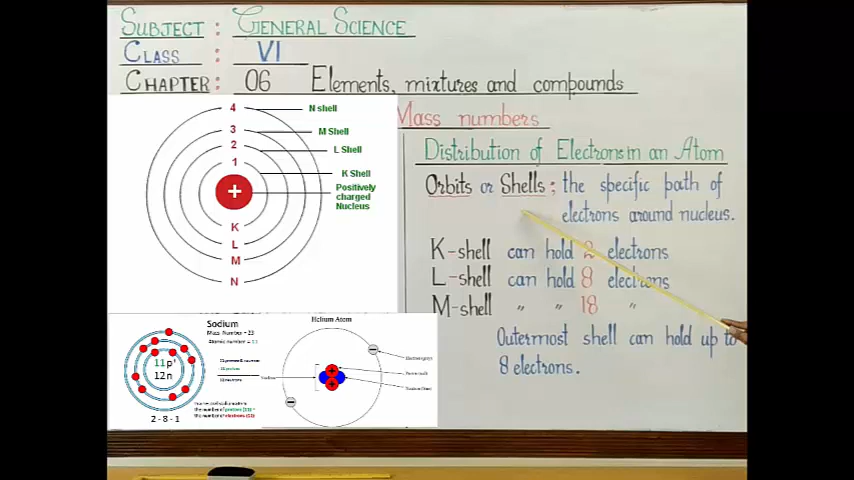 SUBJECT : GENERAL SCIENCE
CLASS : VI
CHAPTER : 06 Elements, mixtures and compounds
Mass numbers
4 N shell
3 M Shell
2 L Shell
1 K Shell
+ Positively
charged
Nucleus
K
L
M
N
Distribution of Electrons in an Atom
Orbits or Shells ; the specific path of
electrons around nucleus.
K-shell can hold 2 electrons
L-shell can hold 8 electrons
M-shell " " 18 "
Outermost shell can hold up to
8 electrons.
Sodium
Mass Number = 23
Atomic number = 11
11p+
12n
2 - 8 - 1
Helium Atom